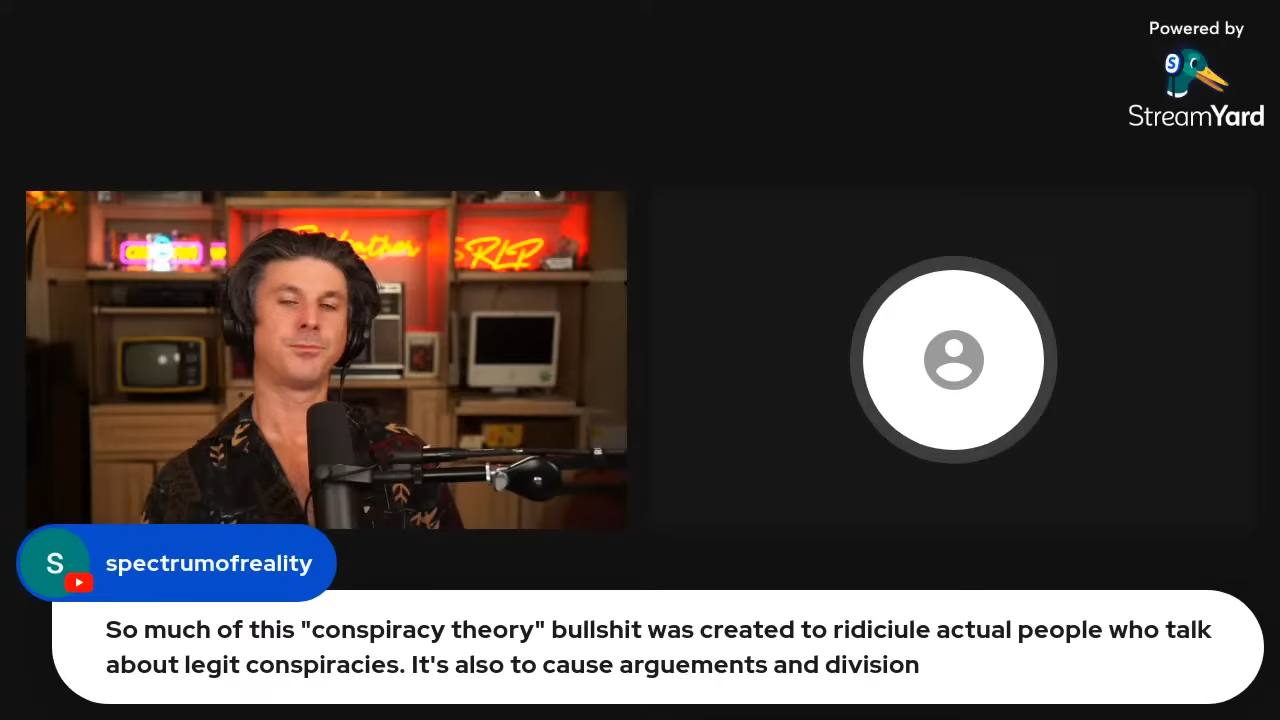 Powered by
S
StreamYard
SRLP
S
spectrumofreality
So much of this "conspiracy theory" bullshit was created to ridiciule actual people who talk
about legit conspiracies. It's also to cause arguements and division